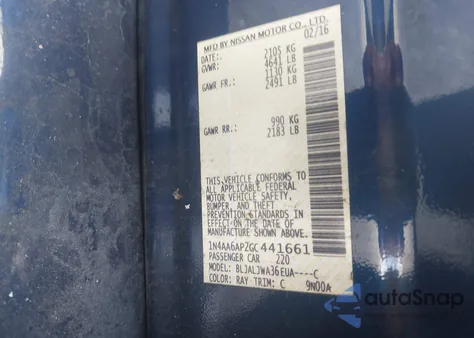 MFD BY NISSAN MOTOR CO., LTD.
DATE: 02/16
GVWR: 2105 KG
4641 LB
GAWR FR.: 1130 KG
2491 LB
GAWR RR.: 990 KG
2183 LB
THIS VEHICLE CONFORMS TO
ALL APPLICABLE FEDERAL
MOTOR VEHICLE SAFETY,
BUMPER, AND THEFT
PREVENTION STANDARDS IN
EFFECT ON THE DATE OF
MANUFACTURE SHOWN ABOVE.
1N4AA6AP2GC441661
PASSENGER CAR 220
MODEL: BLJALJWA36EUA----C
COLOR: RAY TRIM: C 9N00A
autoSnap